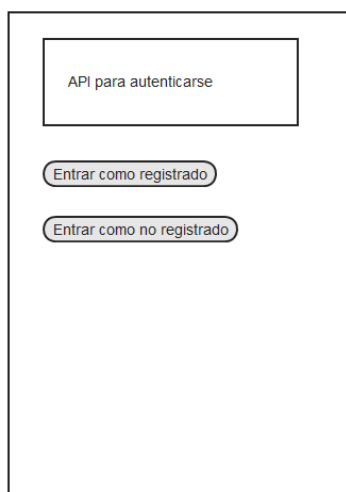 API para autenticarse
Entrar como registrado
Entrar como no registrado